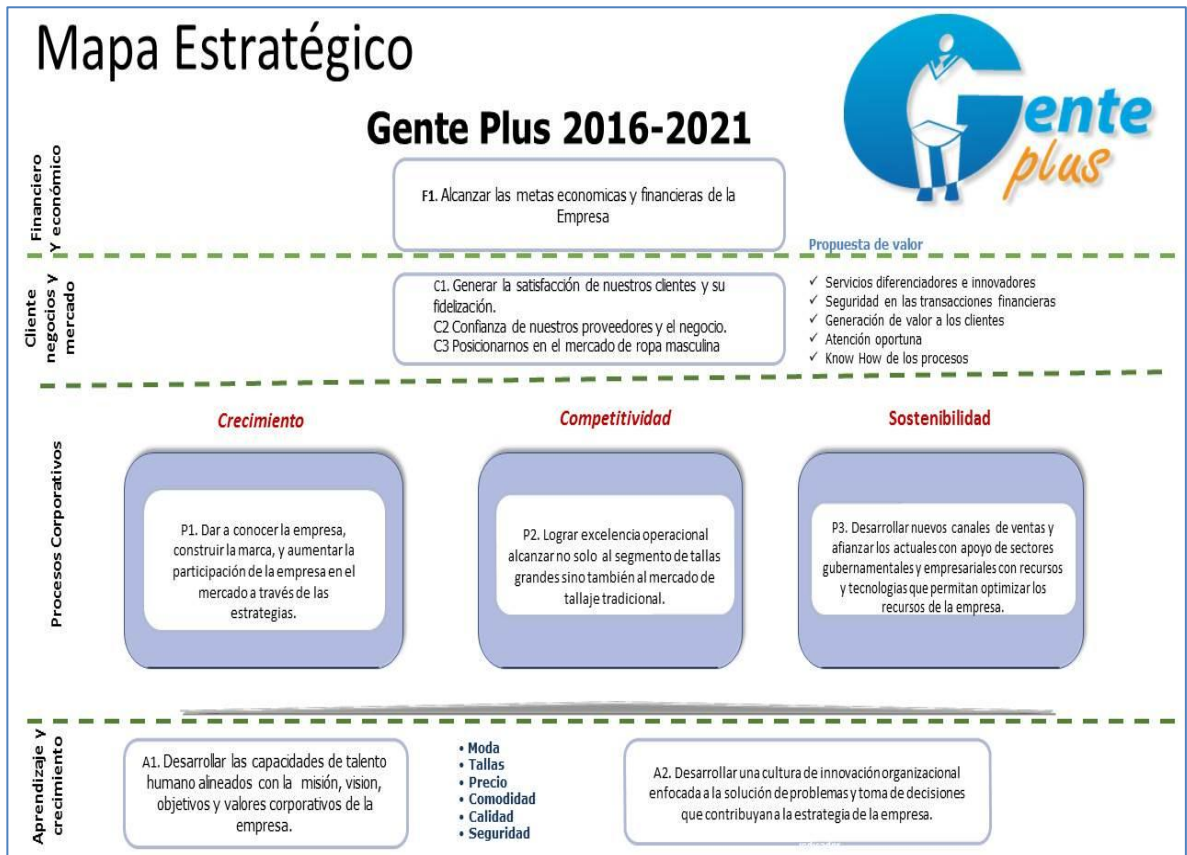 Mapa Estratégico
Gente Plus 2016-2021
Gente
plus
Financiero
Y económico
F1. Alcanzar las metas economicas y financieras de la
Empresa
Propuesta de valor
Cliente
negocios y
mercado
C1. Generar la satisfacción de nuestros clientes y su
fidelización.
C2 Confianza de nuestros proveedores y el negocio.
C3 Posicionarnos en el mercado de ropa masculina
✓ Servicios diferenciadores e innovadores
✓ Seguridad en las transacciones financieras
✓ Generación de valor a los clientes
✓ Atención oportuna
✓ Know How de los procesos
Procesos Corporativos
Crecimiento
Competitividad
Sostenibilidad
P1. Dar a conocer la empresa,
construir la marca, y aumentar la
participación de la empresa en el
mercado a través de las
estrategias.
P2. Lograr excelencia operacional
alcanzar no solo al segmento de tallas
grandes sino también al mercado de
tallaje tradicional.
P3. Desarrollar nuevos canales de ventas y
afianzar los actuales con apoyo de sectores
gubernamentales y empresariales con recursos
y tecnologias que permitan optimizar los
recursos de la empresa.
Aprendizaje y
crecimiento
A1. Desarrollar las capacidades de talento
humano alineados con la misión, vision,
objetivos y valores corporativos de la
empresa.
• Moda
• Tallas
• Precio
• Comodidad
• Calidad
• Seguridad
A2. Desarrollar una cultura de innovación organizacional
enfocada a la solución de problemas y toma de decisiones
que contribuyan a la estrategia de la empresa.